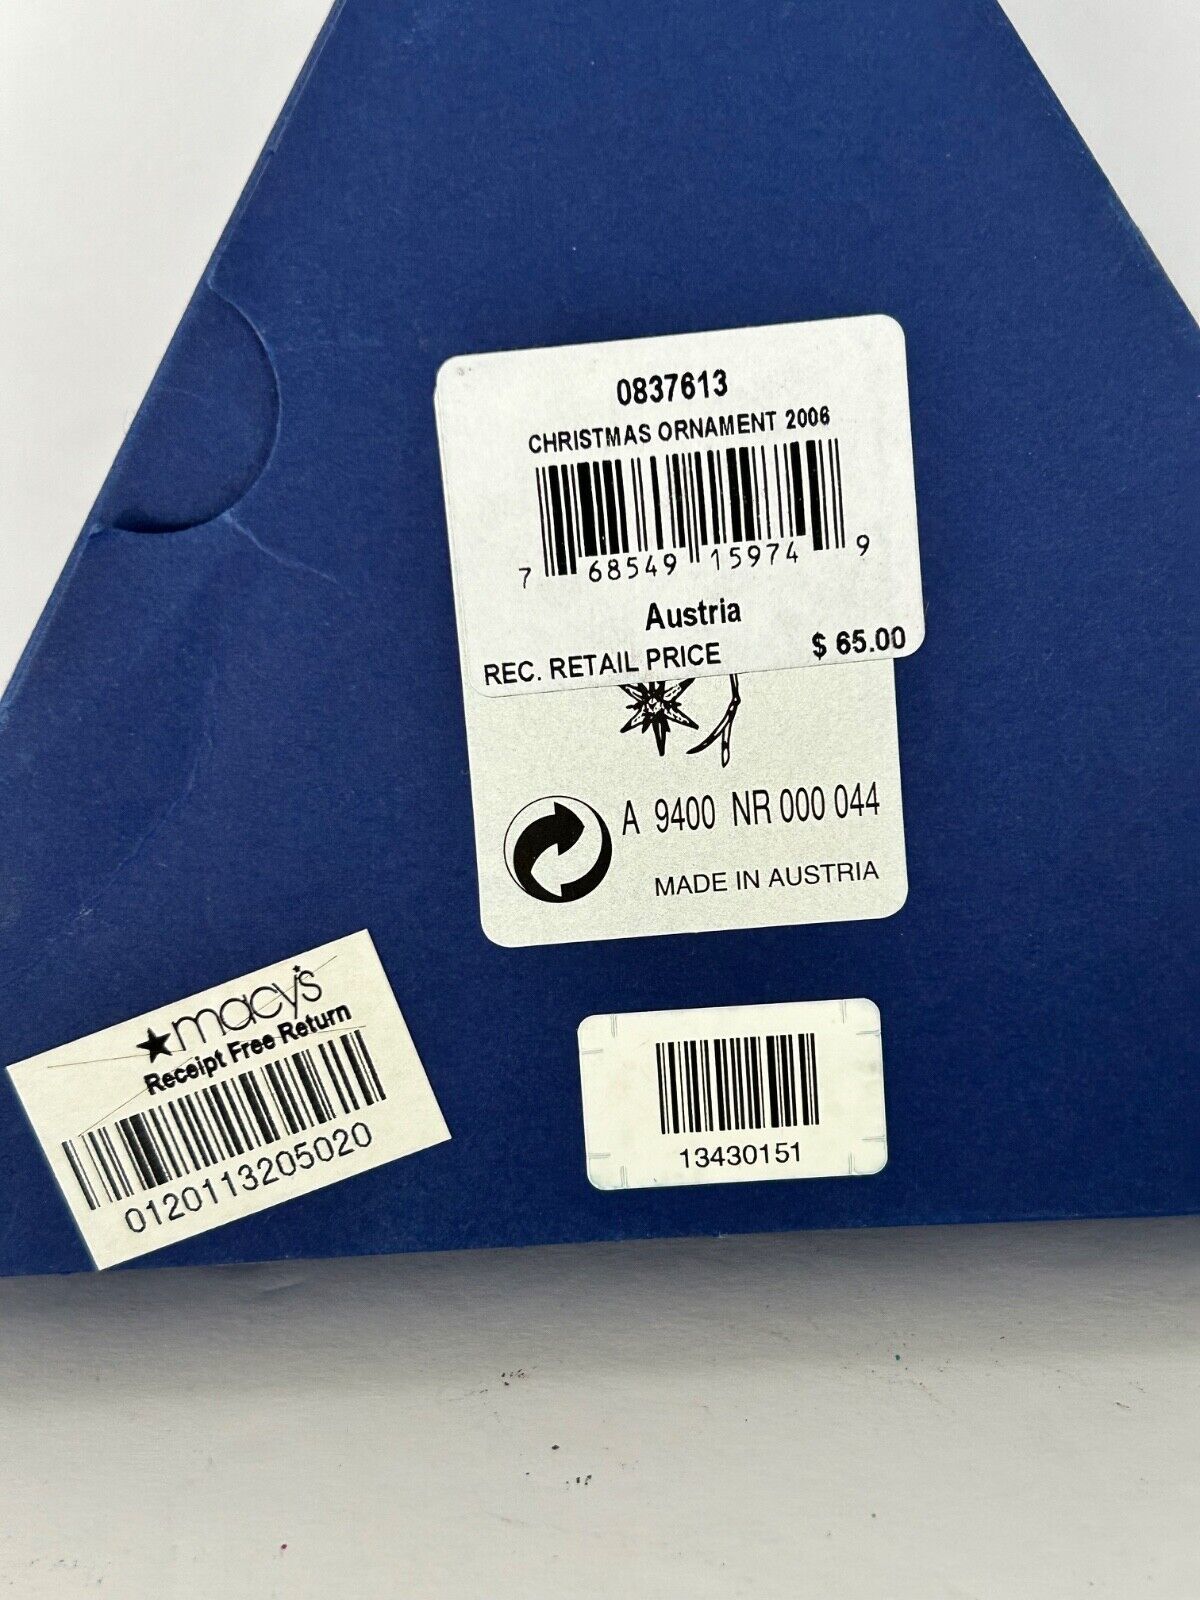 0837613
CHRISTMAS ORNAMENT 2006
7 68549 15974 9
Austria
REC. RETAIL PRICE $ 65.00
A 9400 NR 000 044
MADE IN AUSTRIA
macy's
Receipt Free Return
0120113205020
13430151